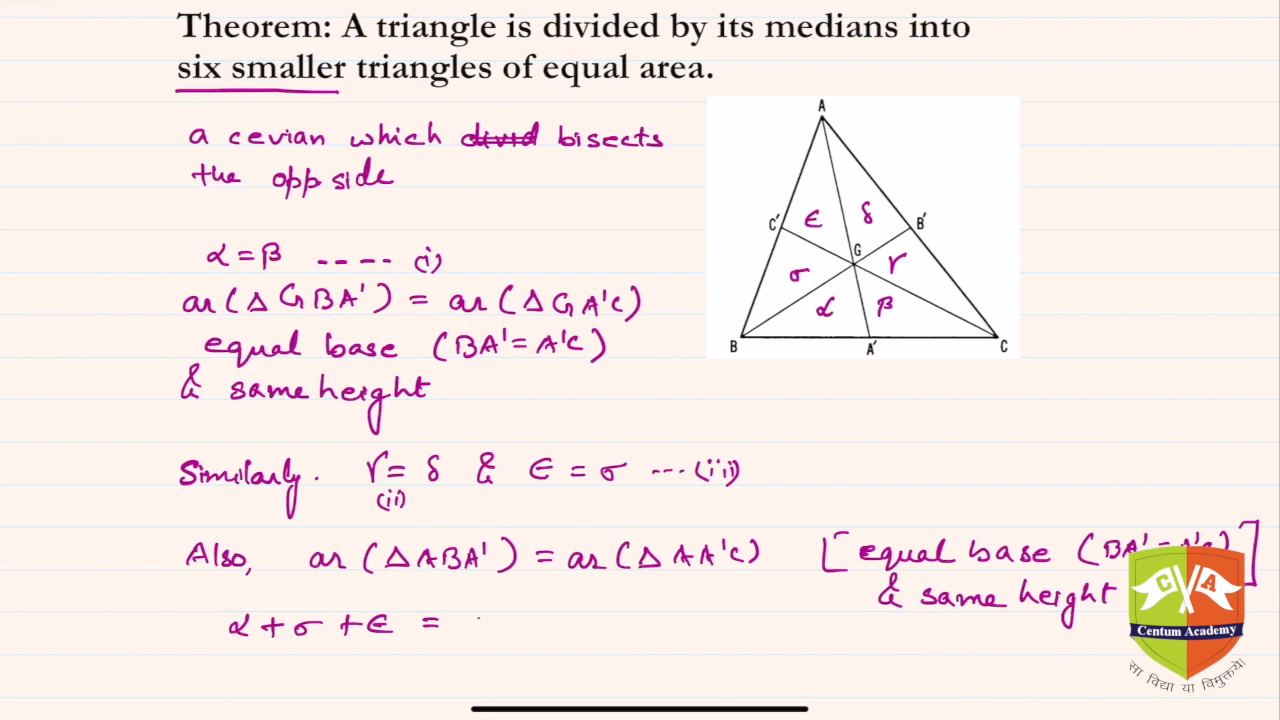 Theorem: A triangle is divided by its medians into
six smaller triangles of equal area.
a cevian which bisects
the opp side
α = β ---- (i)
ar(Δ GBA') = ar(Δ GA'C)
equal base (BA' = A'C)
& same height
Similarly. r = δ & ϵ = σ ---(iii)
(ii)
Also, ar(Δ ABA') = ar(Δ AA'C) [equal base (BA' = A'C)
& same height]
α + σ + ϵ =
A
C' ϵ δ B'
G
σ r
α β
B A' C
C A
Centum Academy
सा विद्या या विमुक्तये।